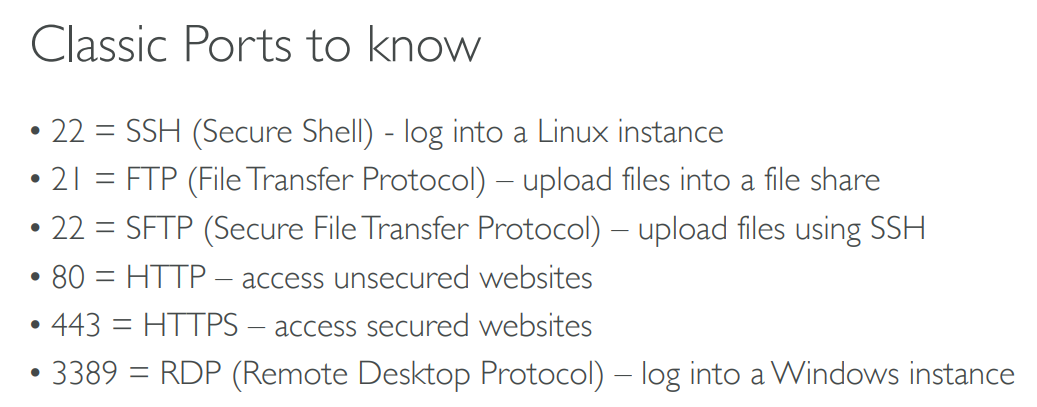 Classic Ports to know
• 22 = SSH (Secure Shell) - log into a Linux instance
• 21 = FTP (File Transfer Protocol) – upload files into a file share
• 22 = SFTP (Secure File Transfer Protocol) – upload files using SSH
• 80 = HTTP – access unsecured websites
• 443 = HTTPS – access secured websites
• 3389 = RDP (Remote Desktop Protocol) – log into a Windows instance